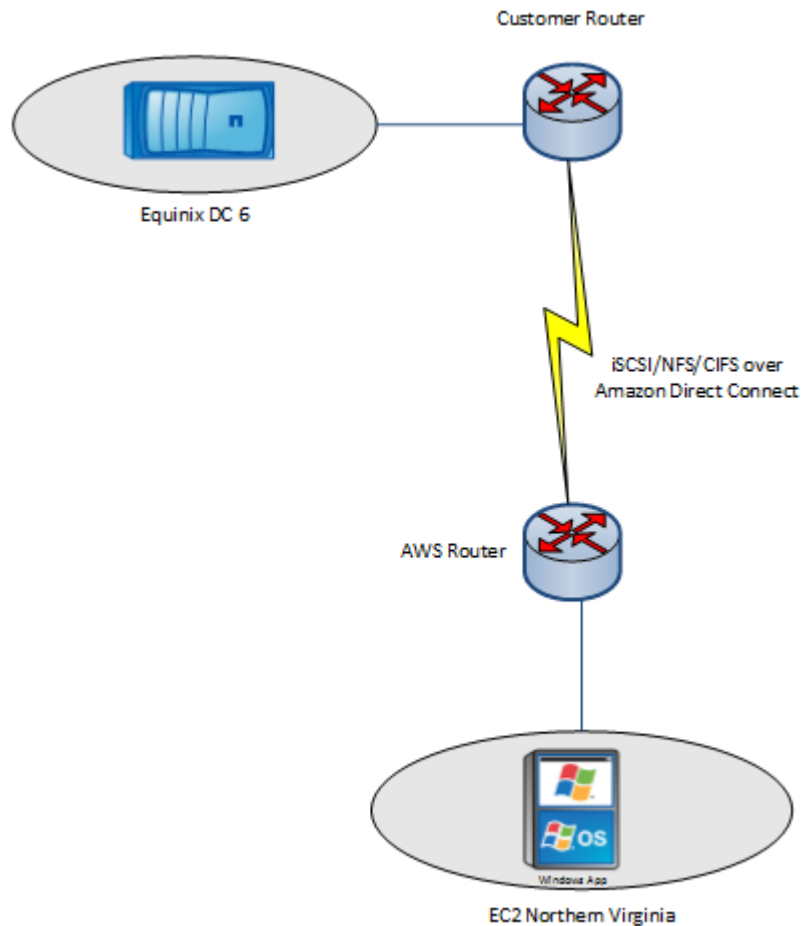 Customer Router
Equinix DC 6
iSCSI/NFS/CIFS over
Amazon Direct Connect
AWS Router
OS
Windows App
EC2 Northern Virginia